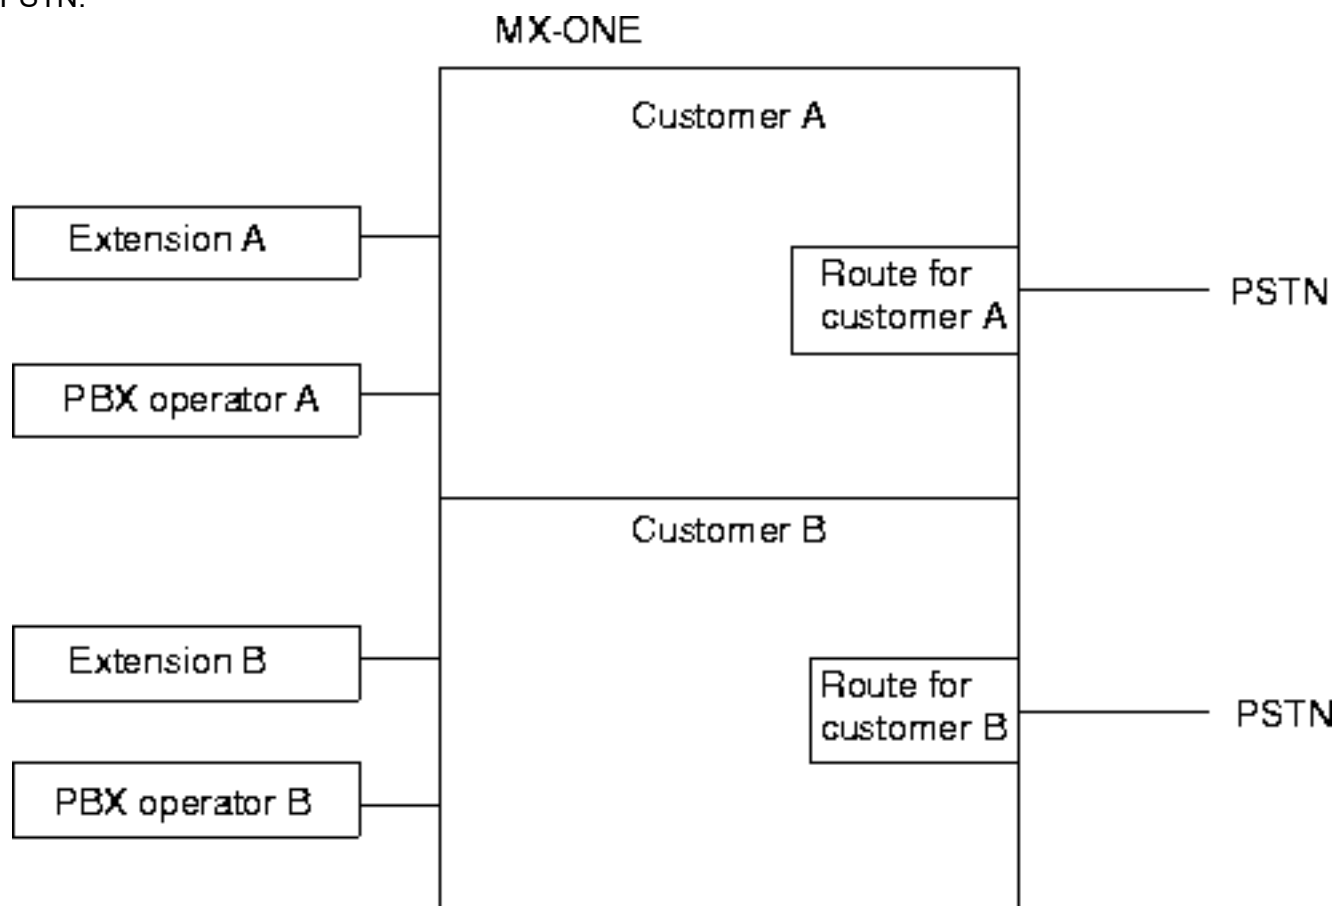 PSTN.
MX-ONE
Customer A
Extension A
Route for
customer A
PSTN
PBX operator A
Customer B
Extension B
Route for
customer B
PSTN
PBX operator B